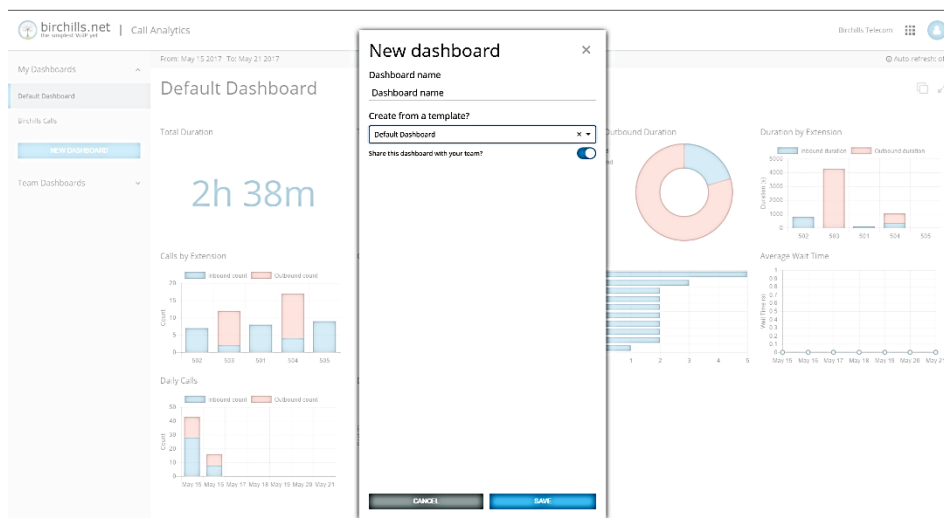 birchills.net | Call Analytics
the simplest VoIP yet
Birchills Telecom
From: May 15 2017 To: May 21 2017
Auto refresh: of
My Dashboards
Default Dashboard
Birchills Calls
NEW DASHBOARD
Team Dashboards
Default Dashboard
New dashboard
Dashboard name
Dashboard name
Create from a template?
Default Dashboard
Share this dashboard with your team?
CANCEL
SAVE
Total Duration
2h 38m
Outbound Duration
Duration by Extension
Inbound duration Outbound duration
Duration (s)
5000
4000
3000
2000
1000
0
502 503 501 504 505
Calls by Extension
Inbound count Outbound count
Count
20
15
10
5
0
502 503 501 504 505
1 2 3 4 5
Average Wait Time
Wait Time (s)
1
0.9
0.8
0.7
0.6
0.5
0.4
0.3
0.2
0.1
0
May 15 May 16 May 17 May 18 May 19 May 20 May 21
Daily Calls
Inbound count Outbound count
Count
50
40
30
20
10
0
May 15 May 16 May 17 May 18 May 19 May 20 May 21